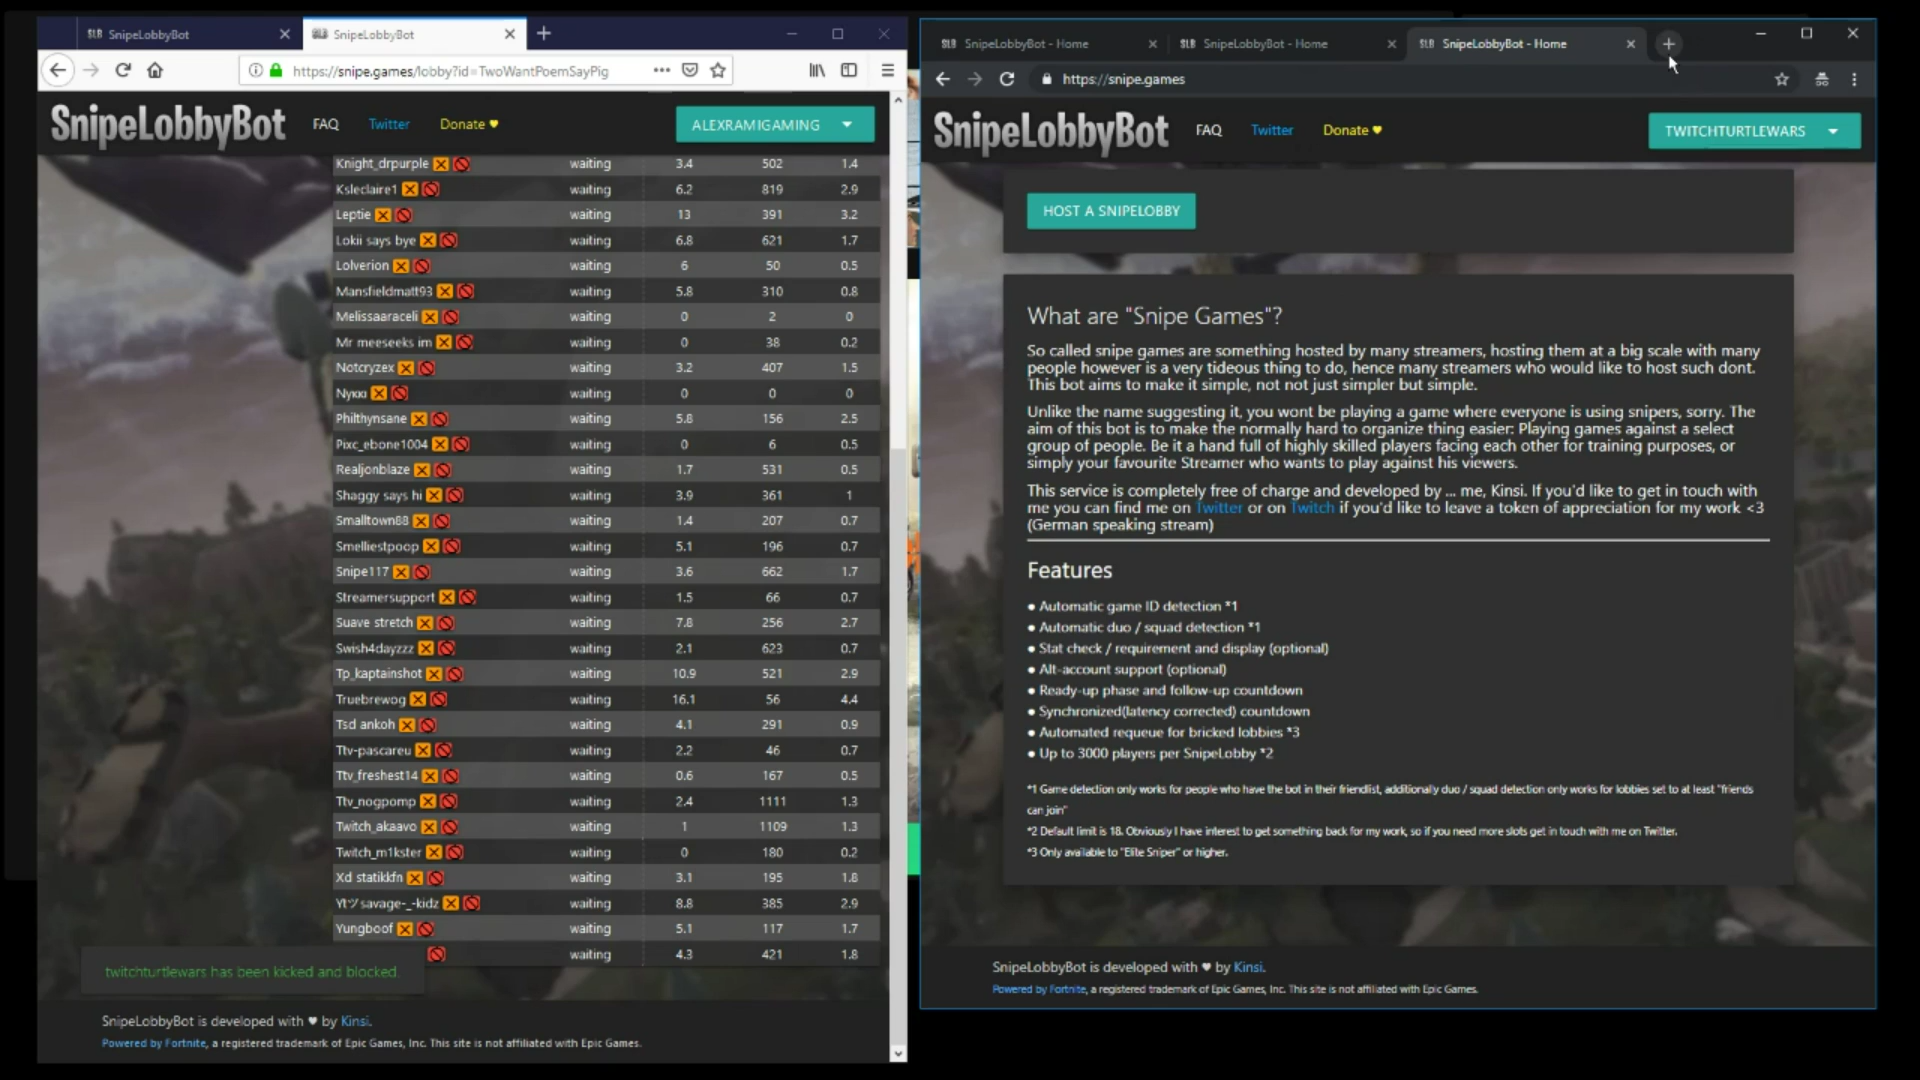 SLB SnipeLobbyBot
SLB SnipeLobbyBot
https://snipe.games/lobby?id=TwoWantPoemSayPig
SnipeLobbyBot FAQ Twitter Donate ♥ ALEXRAMIGAMING
Knight_drpurple waiting 3.4 502 1.4
Ksleclaire1 waiting 6.2 819 2.9
Leptie waiting 13 391 3.2
Lokii says bye waiting 6.8 621 1.7
Lolverion waiting 6 50 0.5
Mansfieldmatt93 waiting 5.8 310 0.8
Melissaaraceli waiting 0 2 0
Mr meeseeks im waiting 0 38 0.2
Notcryzex waiting 3.2 407 1.5
waiting 0 0 0
Philthynsane waiting 5.8 156 2.5
Pixc_ebone1004 waiting 0 6 0.5
Realjonblaze waiting 1.7 531 0.5
Shaggy says hi waiting 3.9 361 1
Smalltown88 waiting 1.4 207 0.7
Smelliestpoop waiting 5.1 196 0.7
Snipe117 waiting 3.6 662 1.7
Streamersupport waiting 1.5 66 0.7
Suave stretch waiting 7.8 256 2.7
Swish4dayzzz waiting 2.1 623 0.7
Tp_kaptainshot waiting 10.9 521 2.9
Truebrewog waiting 16.1 56 4.4
Tsd ankoh waiting 4.1 291 0.9
Ttv-pascareu waiting 2.2 46 0.7
Ttv_freshest14 waiting 0.6 167 0.5
Ttv_nogpomp waiting 2.4 1111 1.3
Twitch_akaavo waiting 1 1109 1.3
Twitch_m1kster waiting 0 180 0.2
Xd statikkfn waiting 3.1 195 1.8
Ytツ savage-_-kidz waiting 8.8 385 2.9
Yungboof waiting 5.1 117 1.7
waiting 4.3 421 1.8
twitchturtlewars has been kicked and blocked.
SnipeLobbyBot is developed with ♥ by Kinsi.
Powered by Fortnite, a registered trademark of Epic Games, Inc. This site is not affiliated with Epic Games.
SLB SnipeLobbyBot - Home
SLB SnipeLobbyBot - Home
SLB SnipeLobbyBot - Home
https://snipe.games
SnipeLobbyBot FAQ Twitter Donate ♥ TWITCHTURTLEWARS
HOST A SNIPELOBBY
What are "Snipe Games"?
So called snipe games are something hosted by many streamers, hosting them at a big scale with many
people however is a very tideous thing to do, hence many streamers who would like to host such dont.
This bot aims to make it simple, not not just simpler but simple.
Unlike the name suggesting it, you wont be playing a game where everyone is using snipers, sorry. The
aim of this bot is to make the normally hard to organize thing easier: Playing games against a select
group of people. Be it a hand full of highly skilled players facing each other for training purposes, or
simply your favourite Streamer who wants to play against his viewers.
This service is completely free of charge and developed by ... me, Kinsi. If you'd like to get in touch with
me you can find me on Twitter or on Twitch if you'd like to leave a token of appreciation for my work <3
(German speaking stream)
Features
● Automatic game ID detection *1
● Automatic duo / squad detection *1
● Stat check / requirement and display (optional)
● Alt-account support (optional)
● Ready-up phase and follow-up countdown
● Synchronized(latency corrected) countdown
● Automated requeue for bricked lobbies *3
● Up to 3000 players per SnipeLobby *2
*1 Game detection only works for people who have the bot in their friendlist, additionally duo / squad detection only works for lobbies set to at least "friends
can join"
*2 Default limit is 18. Obviously I have interest to get something back for my work, so if you need more slots get in touch with me on Twitter.
*3 Only available to "Elite Sniper" or higher.
SnipeLobbyBot is developed with ♥ by Kinsi.
Powered by Fortnite, a registered trademark of Epic Games, Inc. This site is not affiliated with Epic Games.